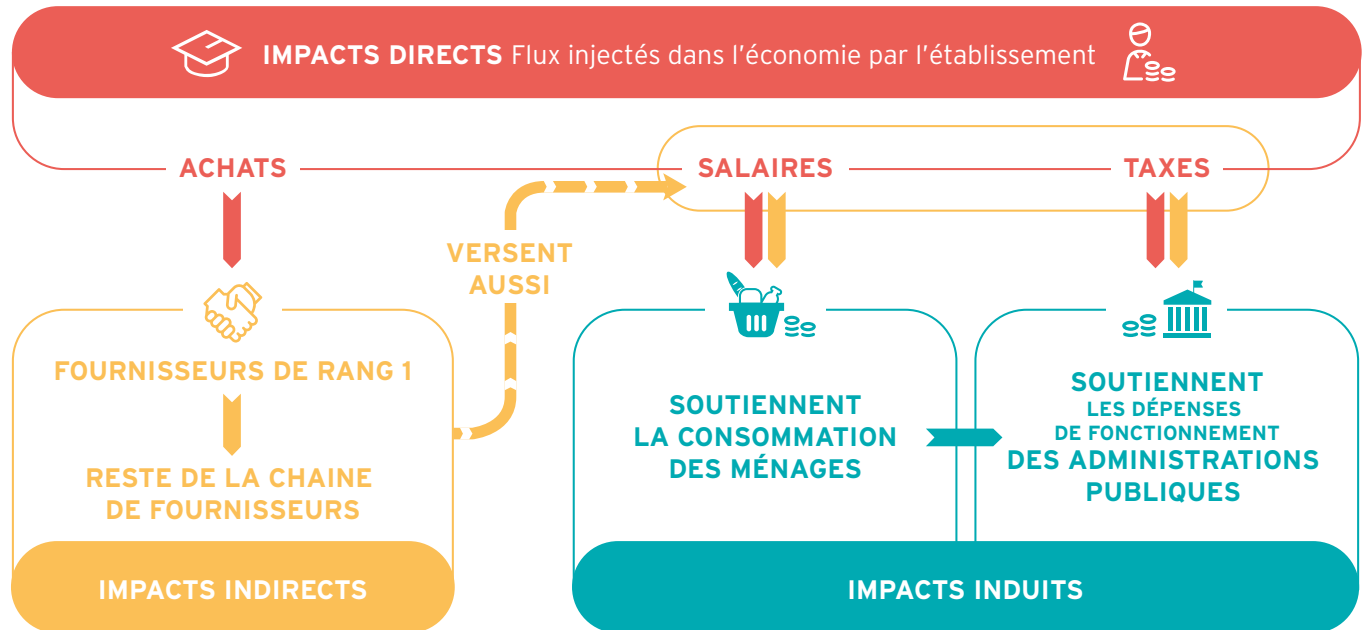 IMPACTS DIRECTS Flux injectés dans l'économie par l'établissement
ACHATS
SALAIRES
TAXES
VERSENT
AUSSI
FOURNISSEURS DE RANG 1
RESTE DE LA CHAINE
DE FOURNISSEURS
IMPACTS INDIRECTS
SOUTIENNENT
LA CONSOMMATION
DES MÉNAGES
SOUTIENNENT
LES DÉPENSES
DE FONCTIONNEMENT
DES ADMINISTRATIONS
PUBLIQUES
IMPACTS INDUITS